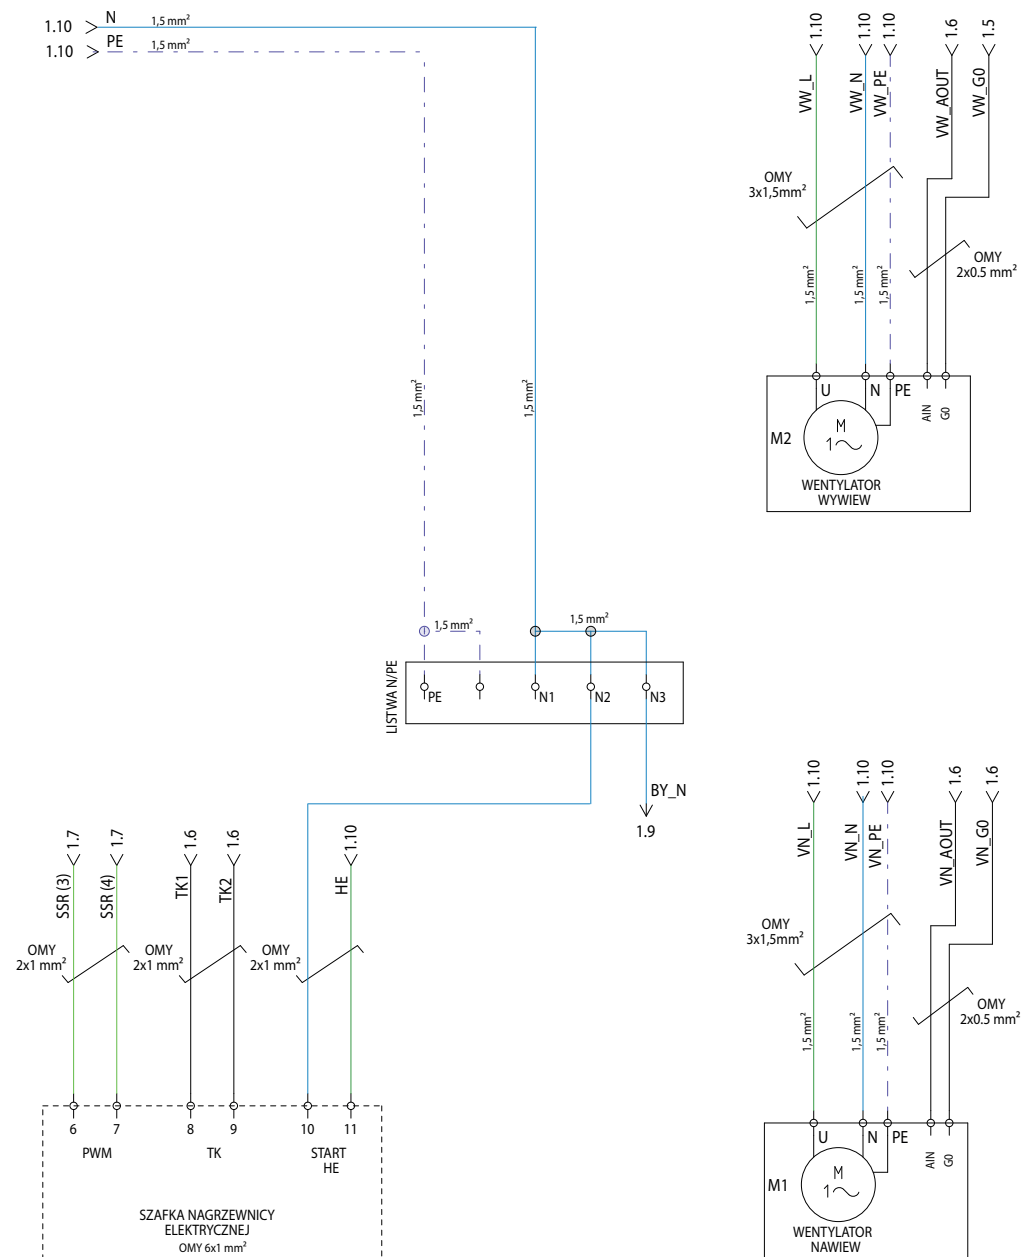 1.10
N
1,5 mm²
1.10
PE
1,5 mm²
1,5 mm²
1,5 mm²
1.10
1.10
1.10
1.6
1.5
VW_L
VW_N
VW_PE
VW_AOUT
VW_G0
OMY
3x1,5mm²
OMY
2x0.5 mm²
1,5 mm²
1,5 mm²
1,5 mm²
U
N
PE
AIN
G0
M2
M
1
WENTYLATOR
WYWIEW
1,5 mm²
1,5 mm²
LISTWA N/PE
PE
N1
N2
N3
BY_N
1.9
1.7
1.7
1.6
1.6
1.10
SSR (3)
SSR (4)
TK1
TK2
HE
OMY
2x1 mm²
OMY
2x1 mm²
OMY
2x1 mm²
6
7
8
9
10
11
PWM
TK
START
HE
SZAFKA NAGRZEWNICY
ELEKTRYCZNEJ
OMY 6x1 mm²
1.10
1.10
1.10
1.6
1.6
VN_L
VN_N
VN_PE
VN_AOUT
VN_G0
OMY
3x1,5mm²
OMY
2x0.5 mm²
1,5 mm²
1,5 mm²
1,5 mm²
U
N
PE
AIN
G0
M1
M
1
WENTYLATOR
NAWIEW